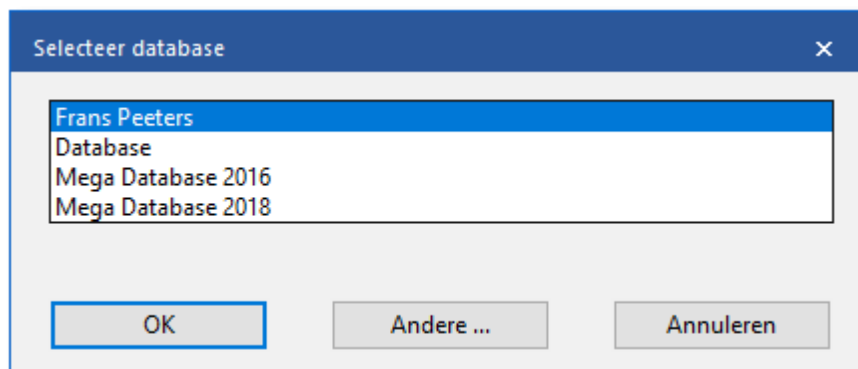 Selecteer database
Frans Peeters
Database
Mega Database 2016
Mega Database 2018
OK
Andere ...
Annuleren